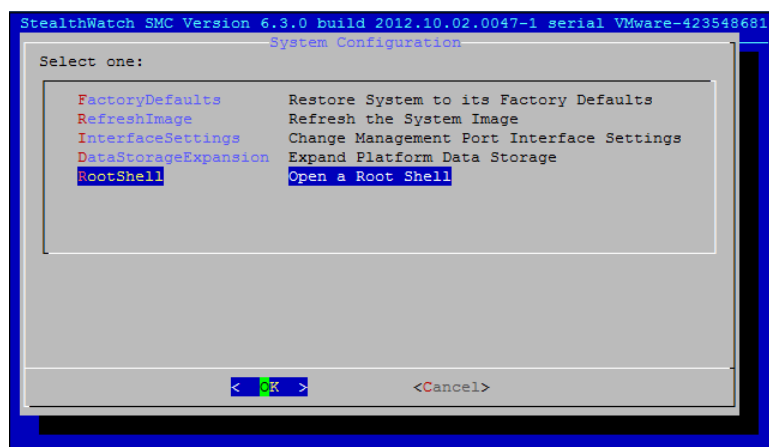 StealthWatch SMC Version 6.3.0 build 2012.10.02.0047-1 serial VMware-423548681
System Configuration
Select one:
FactoryDefaults Restore System to its Factory Defaults
RefreshImage Refresh the System Image
InterfaceSettings Change Management Port Interface Settings
DataStorageExpansion Expand Platform Data Storage
RootShell Open a Root Shell
< OK > <Cancel>